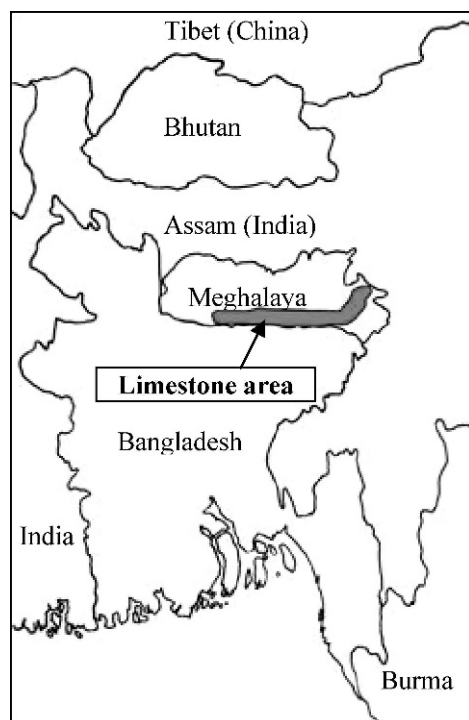 Tibet (China)
Bhutan
Assam (India)
Meghalaya
Limestone area
Bangladesh
India
Burma